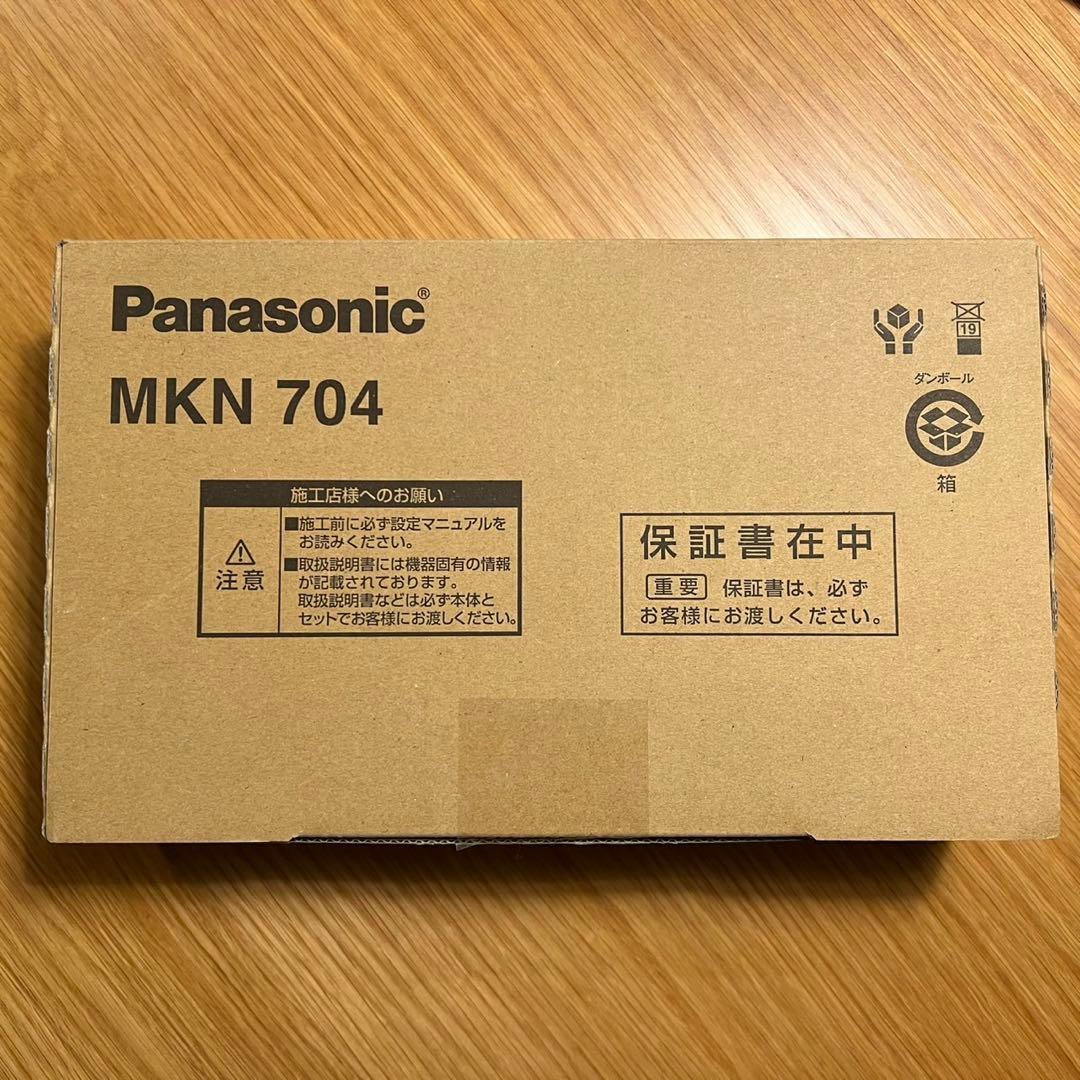 Panasonic®
MKN 704
19
ダンボール
箱
施工店様へのお願い
注意
■施工前に必ず設定マニュアルを
お読みください。
■取扱説明書には機器固有の情報
が記載されております。
取扱説明書などは必ず本体と
セットでお客様にお渡しください。
保証書在中
重要 保証書は、必ず
お客様にお渡しください。